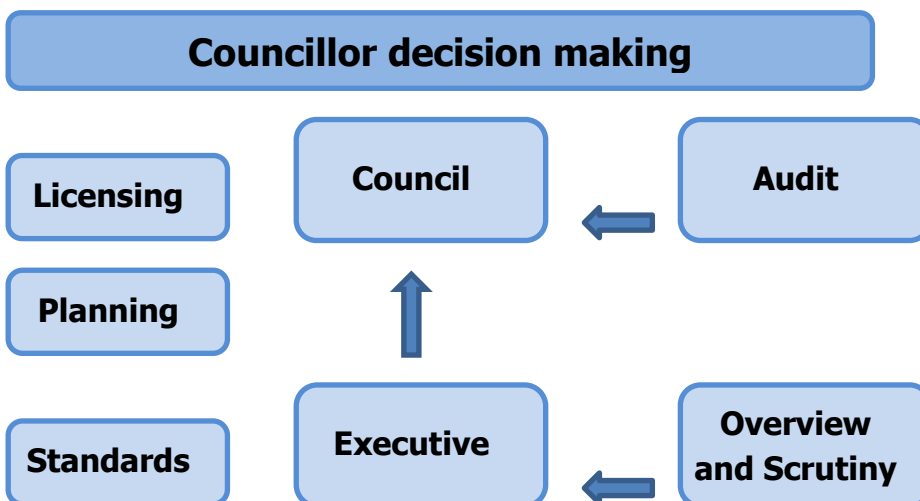 Councillor decision making
Licensing
Council
Audit
Planning
Standards
Executive
Overview
and Scrutiny